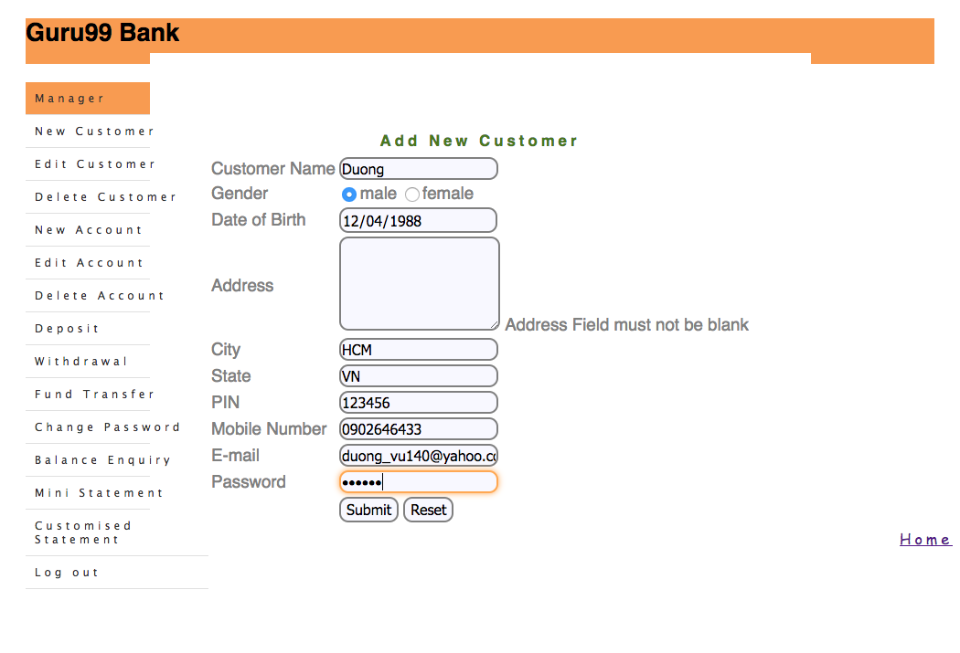 Guru99 Bank
Manager
New Customer
Edit Customer
Delete Customer
New Account
Edit Account
Delete Account
Deposit
Withdrawal
Fund Transfer
Change Password
Balance Enquiry
Mini Statement
Customised
Statement
Log out
Add New Customer
Customer Name Duong
Gender male female
Date of Birth 12/04/1988
Address Address Field must not be blank
City HCM
State VN
PIN 123456
Mobile Number 0902646433
E-mail duong_vu140@yahoo.c
Password ••••••
Submit Reset
Home